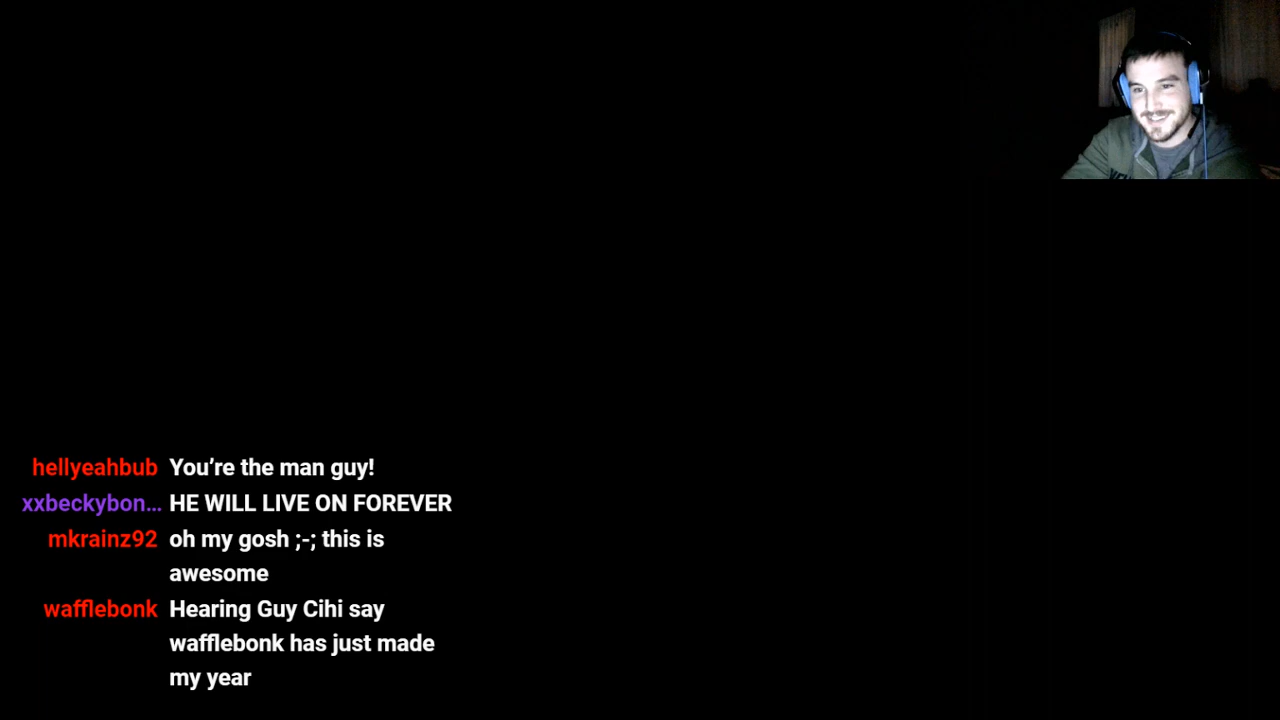 hellyeahbub You're the man guy!
xxbeckybon… HE WILL LIVE ON FOREVER
mkrainz92 oh my gosh ;-; this is
awesome
wafflebonk Hearing Guy Cihi say
wafflebonk has just made
my year